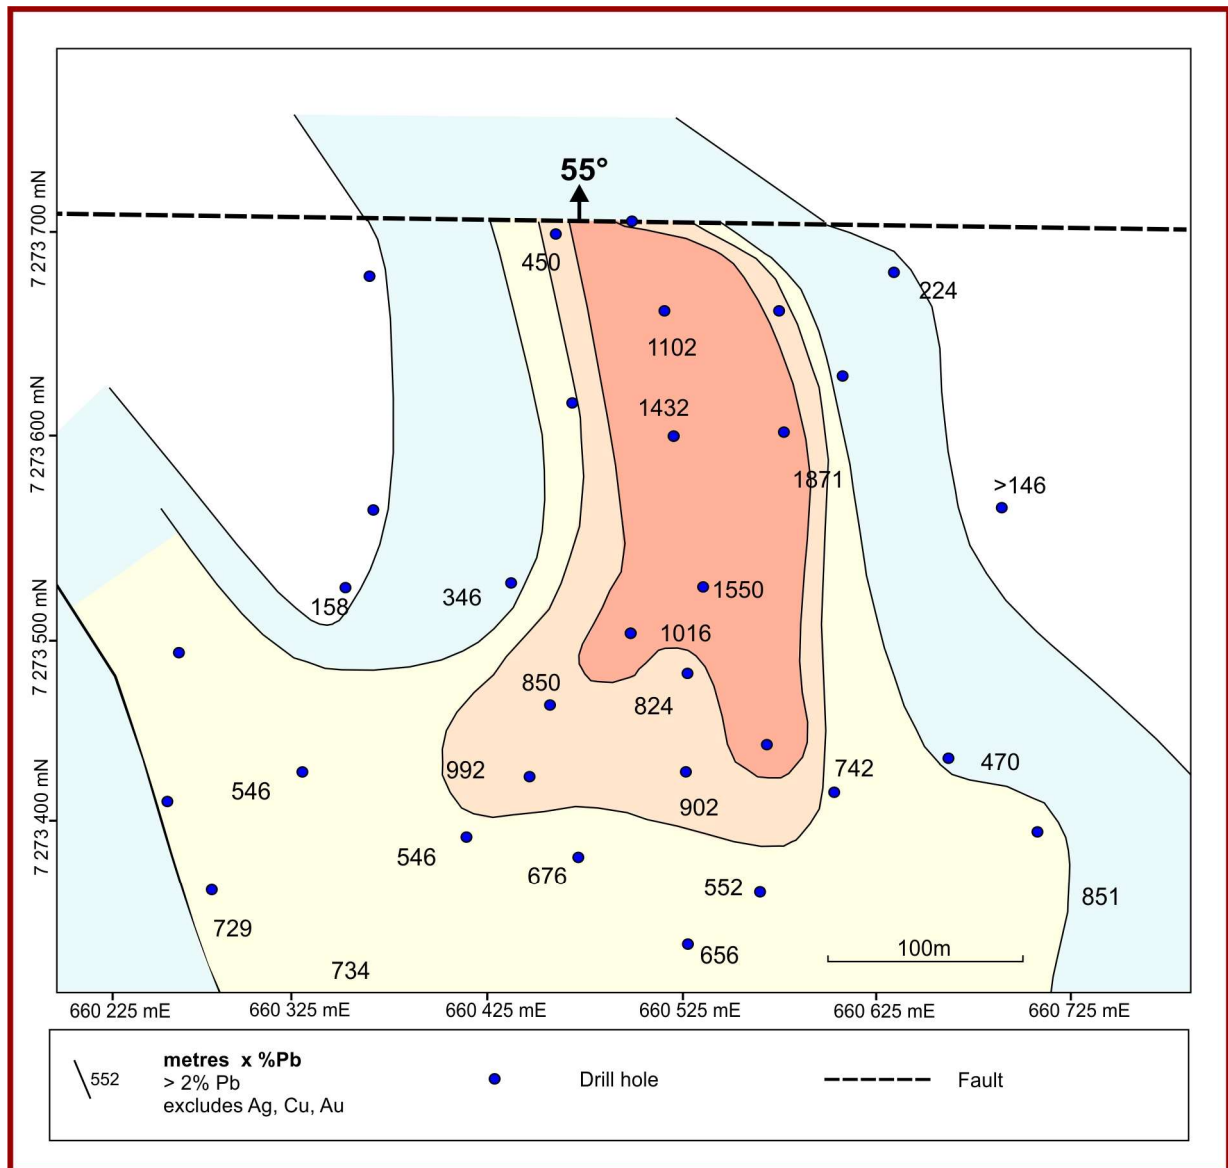 55°
7 273 700 mN
450
224
1102
7 273 600 mN
1432
1871
>146
7 273 500 mN
158
346
1550
1016
850
824
7 273 400 mN
992
742
470
546
902
546
676
552
851
729
656
100m
734
660 225 mE
660 325 mE
660 425 mE
660 525 mE
660 625 mE
660 725 mE
552
metres x %Pb
> 2% Pb
excludes Ag, Cu, Au
Drill hole
Fault